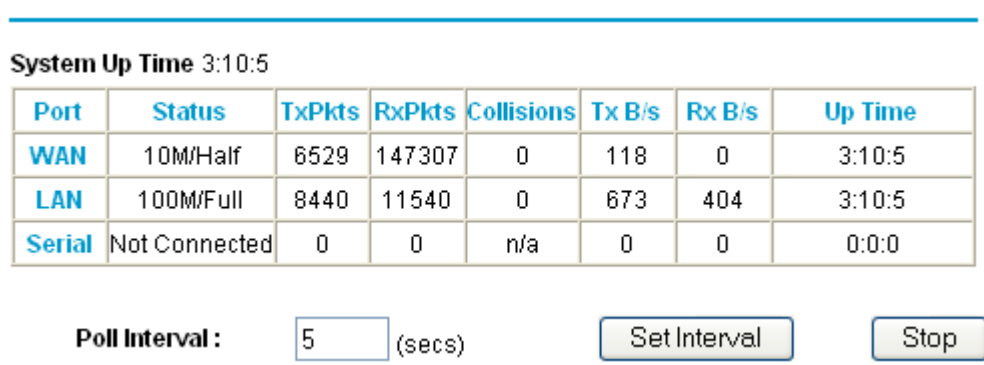 System Up Time 3:10:5
Port Status TxPkts RxPkts Collisions Tx B/s Rx B/s Up Time
WAN 10M/Half 6529 147307 0 118 0 3:10:5
LAN 100M/Full 8440 11540 0 673 404 3:10:5
Serial Not Connected 0 0 n/a 0 0 0:0:0
Poll Interval : 5 (secs) Set Interval Stop